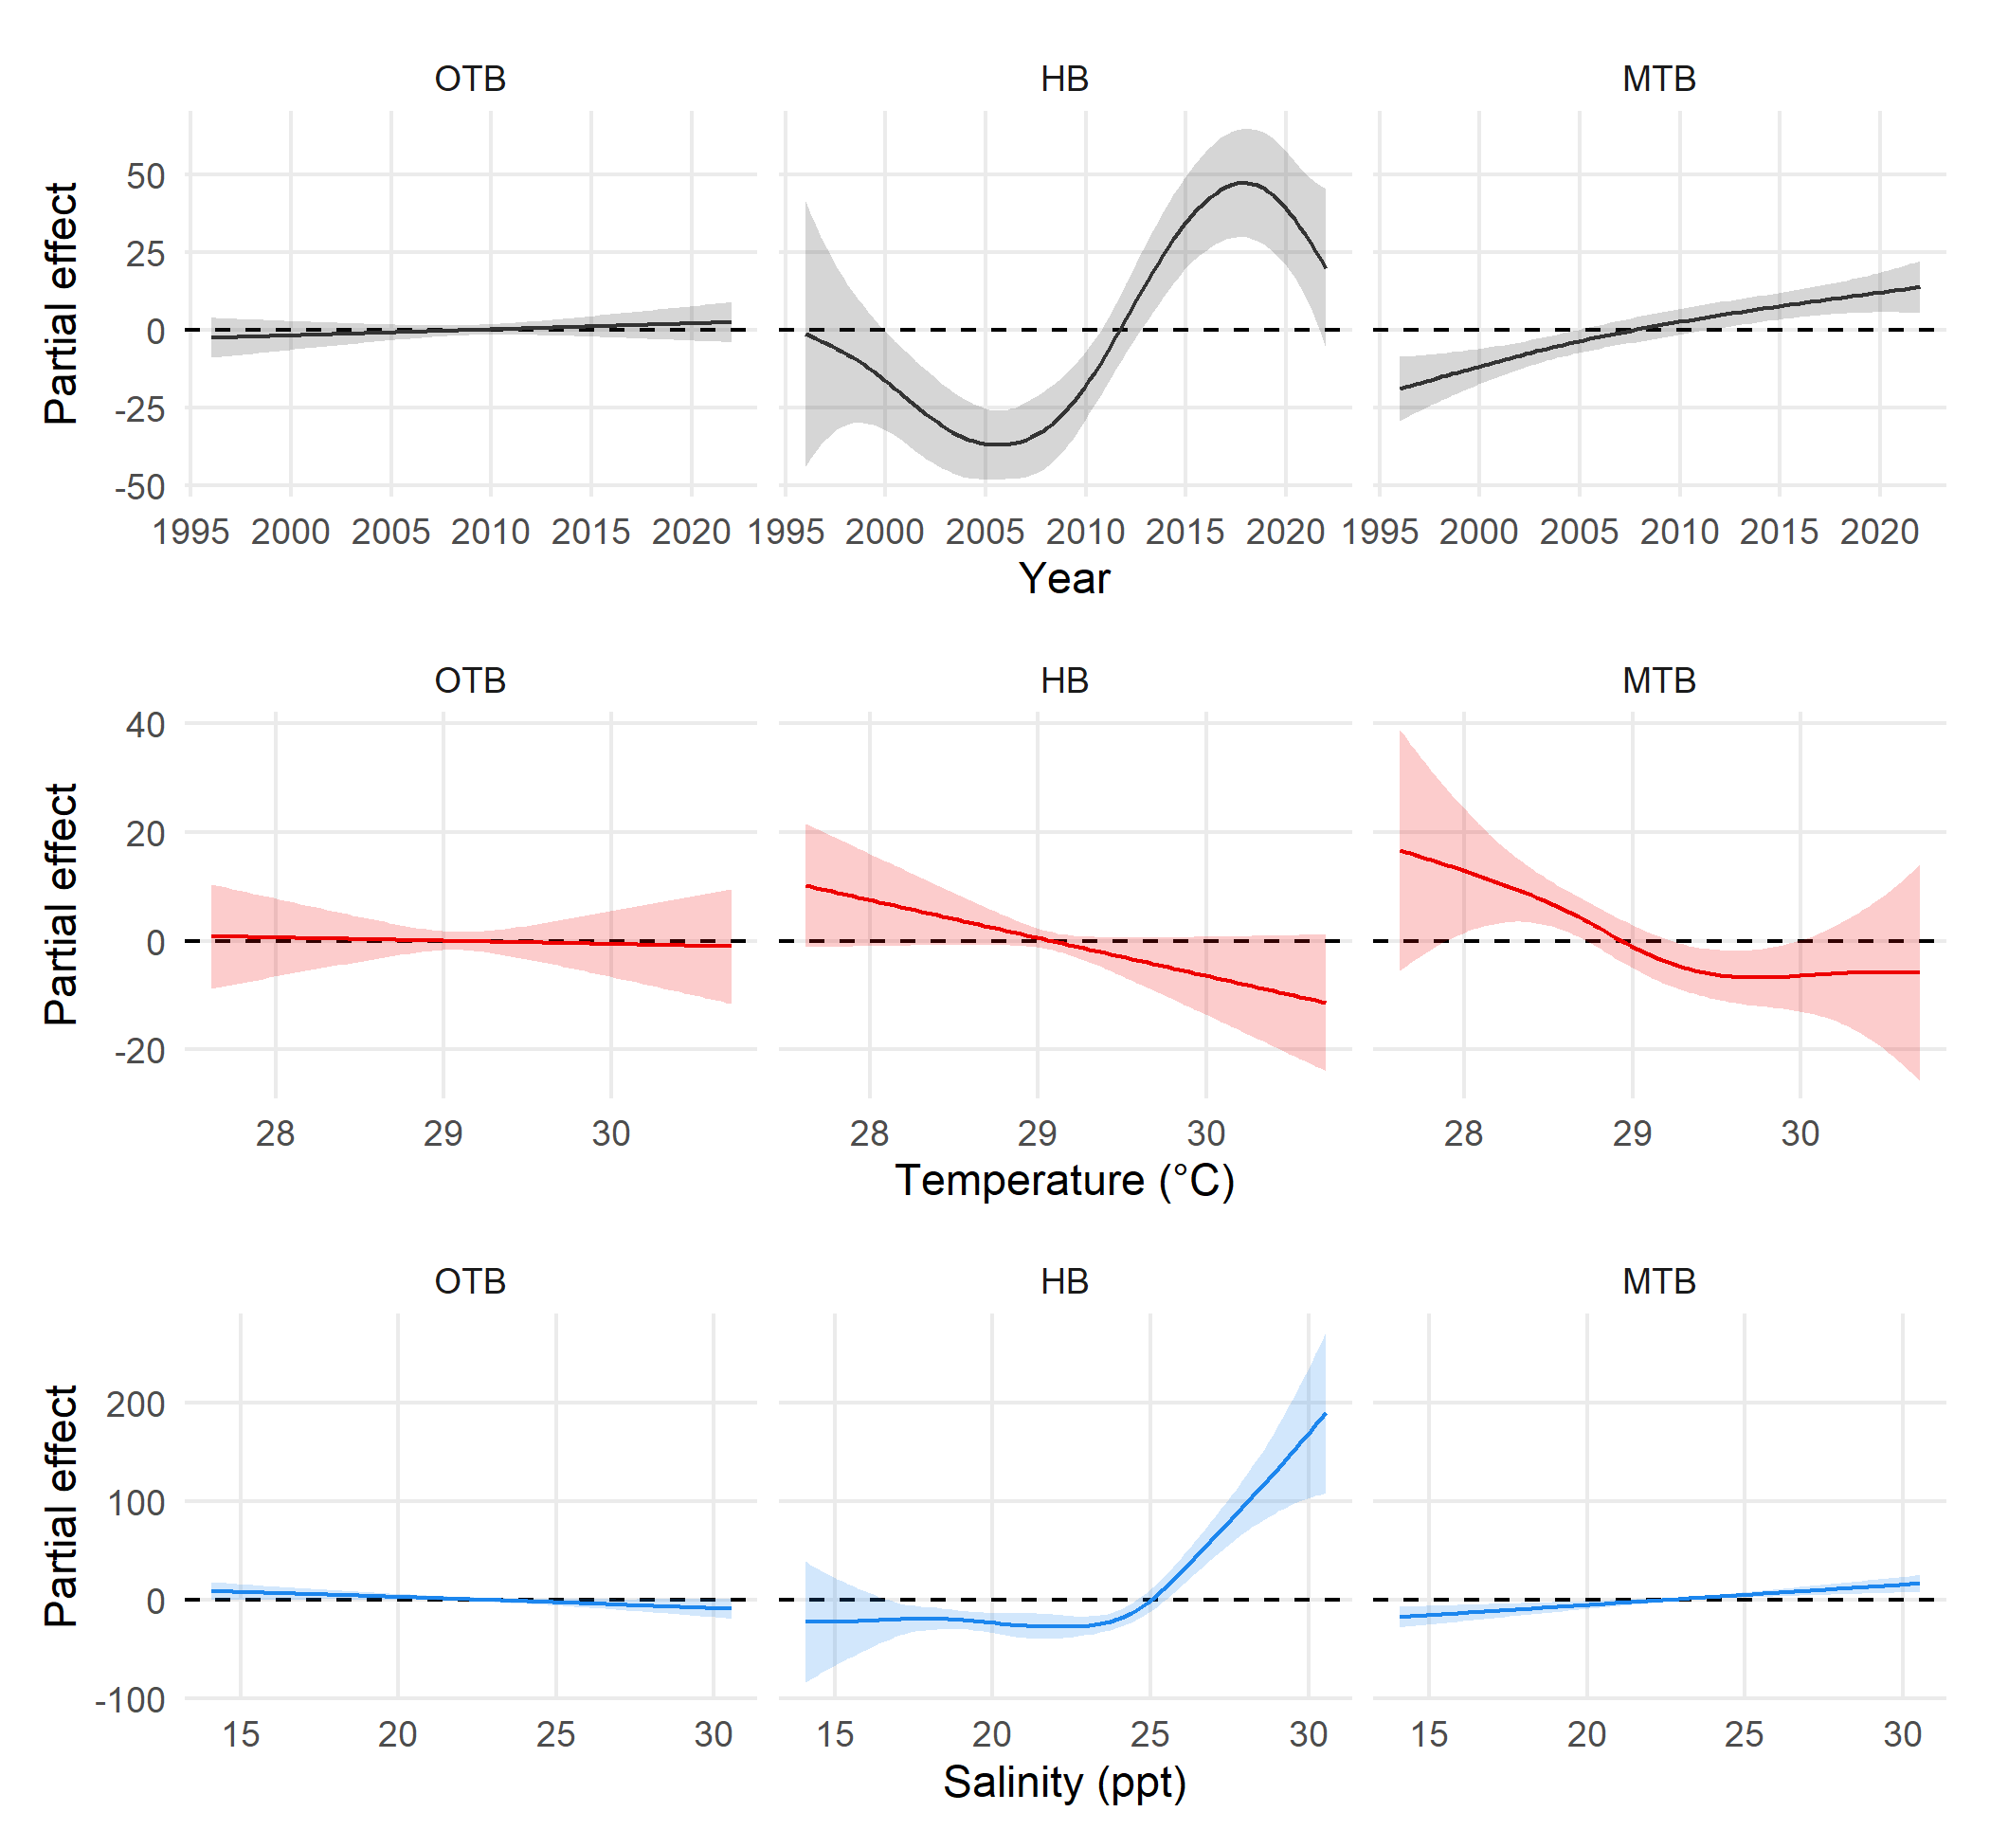 OTB HB MTB
Partial effect
50
25
0
-25
-50
1995 2000 2005 2010 2015 2020 1995 2000 2005 2010 2015 2020 1995 2000 2005 2010 2015 2020
Year
OTB HB MTB
Partial effect
40
20
0
-20
28 29 30 28 29 30 28 29 30
Temperature (°C)
OTB HB MTB
Partial effect
200
100
0
-100
15 20 25 30 15 20 25 30 15 20 25 30
Salinity (ppt)